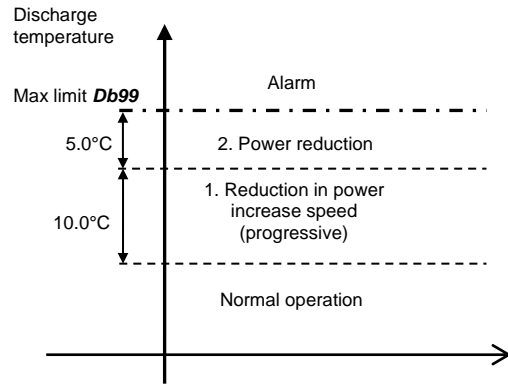 Discharge
temperature
Alarm
Max limit Db99
5.0°C
2. Power reduction
1. Reduction in power
increase speed
(progressive)
10.0°C
Normal operation